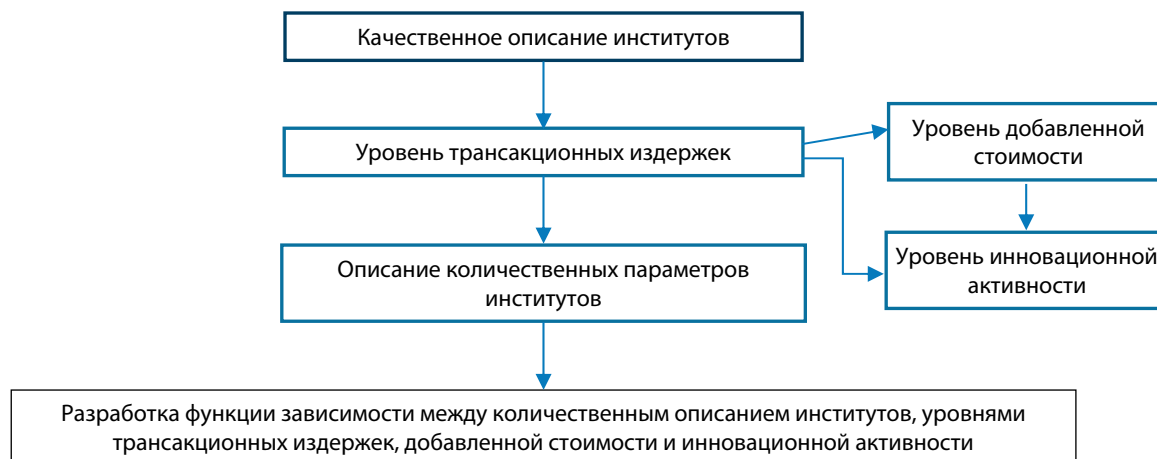 Качественное описание институтов
Уровень трансакционных издержек
Уровень добавленной
стоимости
Описание количественных параметров
институтов
Уровень инновационной
активности
Разработка функции зависимости между количественным описанием институтов, уровнями
трансакционных издержек, добавленной стоимости и инновационной активности